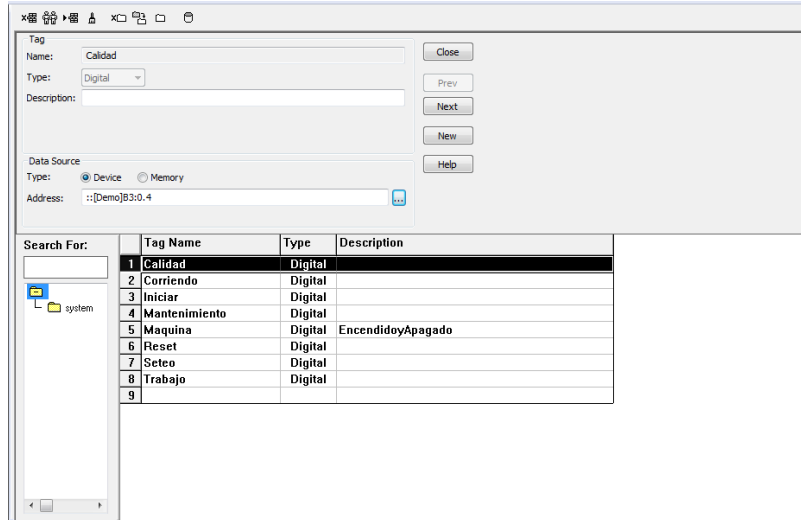 Tag
Name: Calidad
Close
Type: Digital
Prev
Description:
Next
New
Data Source
Help
Type: Device Memory
Address: ::[Demo]B3:0.4 ...
Search For:
system
Tag Name Type Description
1 Calidad Digital
2 Corriendo Digital
3 Iniciar Digital
4 Mantenimiento Digital
5 Maquina Digital EncendidoyApagado
6 Reset Digital
7 Seteo Digital
8 Trabajo Digital
9